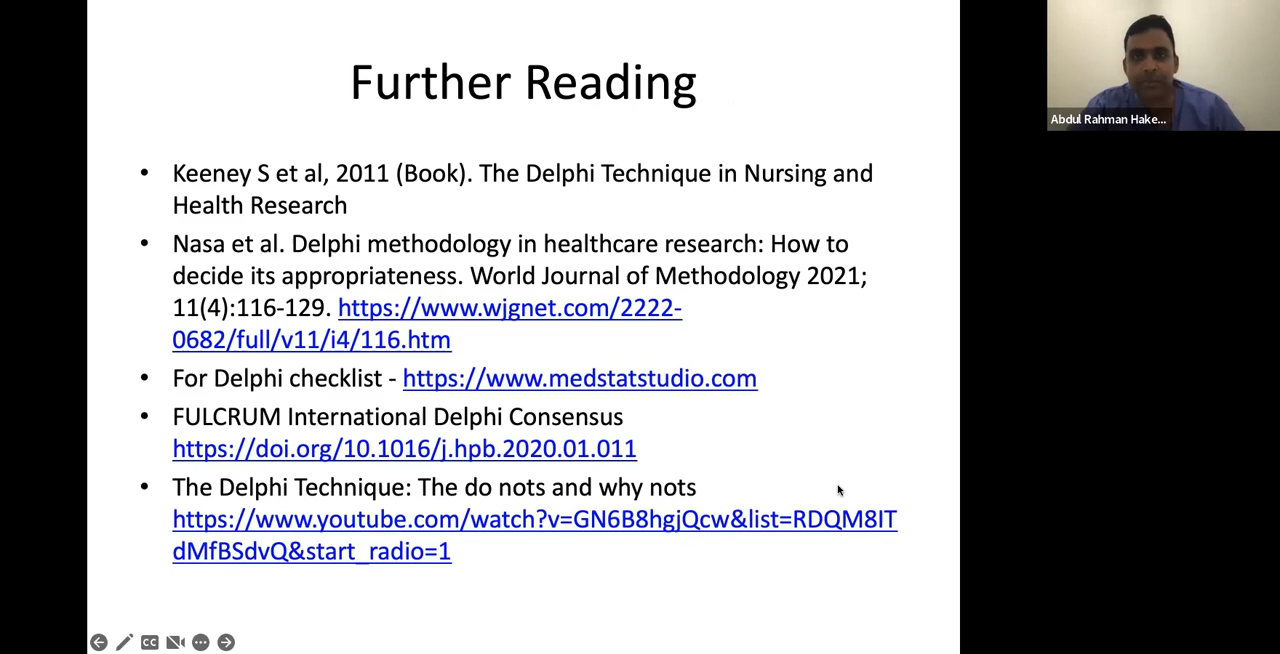 Further Reading
• Keeney S et al, 2011 (Book). The Delphi Technique in Nursing and
Health Research
• Nasa et al. Delphi methodology in healthcare research: How to
decide its appropriateness. World Journal of Methodology 2021;
11(4):116-129. https://www.wjgnet.com/2222-
0682/full/v11/i4/116.htm
• For Delphi checklist - https://www.medstatstudio.com
• FULCRUM International Delphi Consensus
https://doi.org/10.1016/j.hpb.2020.01.011
• The Delphi Technique: The do nots and why nots
https://www.youtube.com/watch?v=GN6B8hgjQcw&list=RDQM8lT
dMfBSdvQ&start_radio=1
Abdul Rahman Hake...
CC